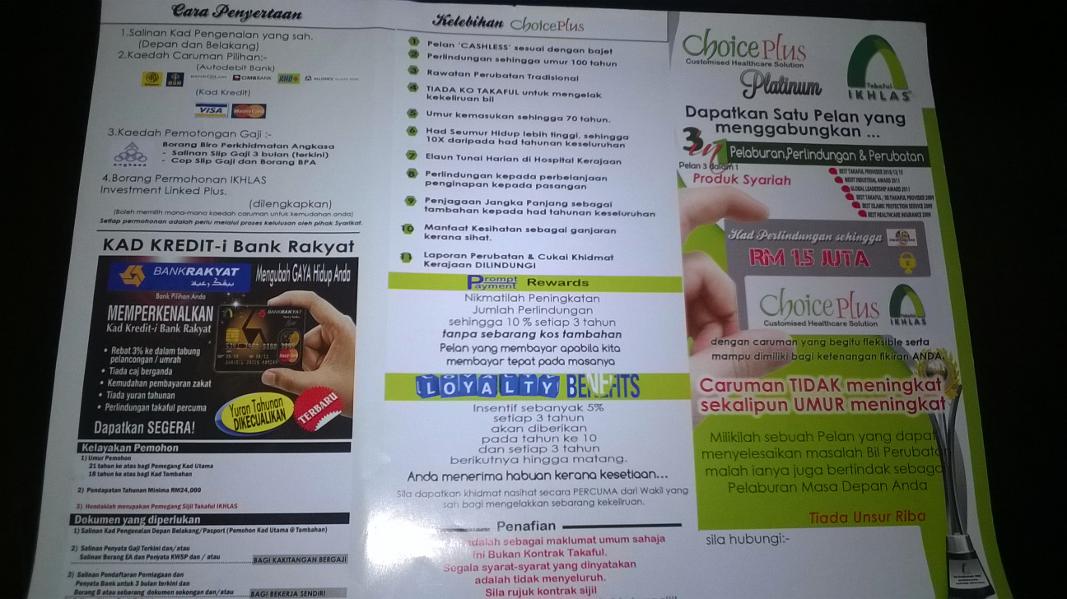 Cara Penyertaan
1.Salinan Kad Pengenalan yg sah.
(Depan dan Belakang)
2.Kaedah Caruman Pilihan:-
(Autodebit Bank)
BSN
BANK ISLAM
CIMB BANK
RHB
(Kad Kredit)
VISA
MasterCard
3.Kaedah Pemotongan Gaji :-
Borang Biro Perkhidmatan Angkasa
- Salinan Slip Gaji 3 bulan (terkini)
- Cop Slip Gaji dan Borang BPA.
4.Borang Permohonan IKHLAS
Investment Linked Plus.
(dilengkapkan)
(Boleh memilih mana-mana kaedah caruman untuk kemudahan anda)
Setiap permohonan adalah perlu melalui proses kelulusan oleh pihak Syarikat.
KAD KREDIT-i Bank Rakyat
BANKRAKYAT
Bank Pilihan Anda
Mengubah GAYA Hidup Anda
MEMPERKENALKAN
Kad Kredit-i Bank Rakyat
BANKRAKYAT
• Rebat 3% ke dalam tabung
pelancongan / umrah
• Tiada caj berganda
• Kemudahan pembayaran zakat
• Tiada yuran tahunan
• Perlindungan takaful percuma
Dapatkan SEGERA!
Yuran Tahunan
DIKECUALIKAN
TERBARU
Kelayakan Pemohon
1) Umur Pemohon
21 tahun ke atas bagi Pemegang Kad Utama
18 tahun ke atas bagi Kad Tambahan
2) Pendapatan Tahunan Minima RM24,000
3) Hendaklah merupakan Pemegang Sijil Takaful IKHLAS
Dokumen yang diperlukan
1) Salinan Kad Pengenalan Depan Belakang/Pasport (Pemohon Kad Utama @ Tambahan)
2) Salinan Penyata Gaji Terkini dan/atau
Salinan Borang EA dan Penyata KWSP dan / atau
BAGI KAKITANGAN BERGAJI
3) Salinan Pendaftaran Perniagaan dan
Penyata Bank untuk 3 bulan terkini dan
Borang B atau sebarang dokumen sokongan dan/atau
BAGI BEKERJA SENDIRI
Kelebihan ChoicePlus
1 Pelan 'CASHLESS' sesuai dengan bajet
2 Perlindungan sehingga umur 100 tahun
3 Rawatan Perubatan Tradisional
4 TIADA KO TAKAFUL untuk mengelak
kekeliruan bil
5 Umur kemasukan sehingga 70 tahun.
6 Had Seumur Hidup lebih tinggi, sehingga
10X daripada had tahunan keseluruhan
7 Elaun Tunai Harian di Hospital Kerajaan
8 Perlindungan kepada perbelanjaan
penginapan kepada pasangan
9 Penjagaan Jangka Panjang sebagai
tambahan kepada had tahunan keseluruhan
10 Manfaat Kesihatan sebagai ganjaran
kerana sihat.
11 Laporan Perubatan & Cukai Khidmat
Kerajaan DILINDUNGI
Prompt Payment Rewards
Nikmatilah Peningkatan
Jumlah Perlindungan
sehingga 10 % setiap 3 tahun
tanpa sebarang kos tambahan
Pelan yang membayar apabila kita
membayar tepat pada masanya
LOYALTY BENEFITS
Insentif sebanyak 5%
setiap 3 tahun
akan diberikan
pada tahun ke 10
dan setiap 3 tahun
berikutnya hingga matang.
Anda menerima habuan kerana kesetiaan...
Sila dapatkan khidmat nasihat secara PERCUMA dari Wakil yang
sah bagi mengelakkan sebarang kekeliruan.
Penafian
adalah sebagai maklumat umum sahaja
ini Bukan Kontrak Takaful.
Segala syarat-syarat yang dinyatakan
adalah tidak menyeluruh.
Sila rujuk kontrak sijil
ChoicePlus
Customised Healthcare Solution
Platinum
Takaful
IKHLAS
Dapatkan Satu Pelan yang
menggabungkan ...
3 in 1
Pelan 3 dalam 1
Pelaburan,Perlindungan & Perubatan
Produk Syariah
BEST TAKAFUL PROVIDER 2010/12/13
GLOBAL LEADERSHIP AWARD 2011
BEST ISLAMIC PROTECTION SERVICE 2009
BEST HEALTHCARE INSURANCE 2009
Had Perlindungan sehingga
RM 1.5 JUTA
ChoicePlus
Customised Healthcare Solution
Takaful
IKHLAS
dengan caruman yang begitu fleksible serta
mampu dimiliki bagi ketenangan fikiran ANDA.
Caruman TIDAK meningkat
sekalipun UMUR meningkat
Milikilah sebuah Pelan yang dapat
menyelesaikan masalah Bil Perubatan
malah ianya juga bertindak sebagai
Pelaburan Masa Depan Anda
Tiada Unsur Riba
sila hubungi:-